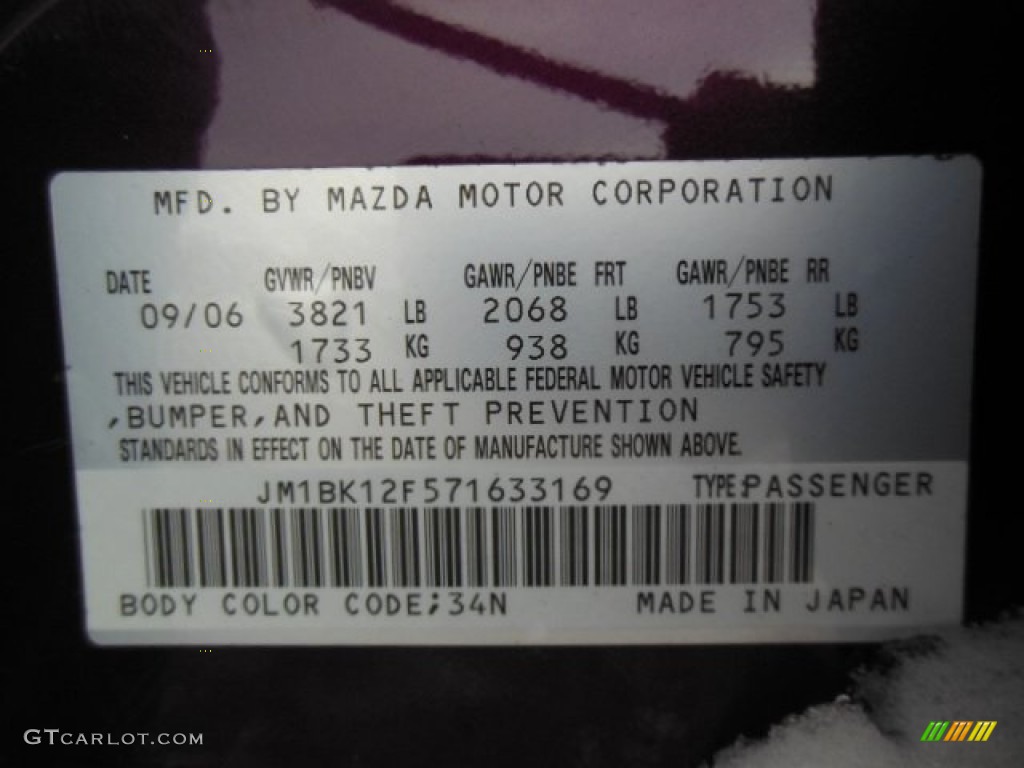 MFD. BY MAZDA MOTOR CORPORATION
DATE GVWR/PNBV GAWR/PNBE FRT GAWR/PNBE RR
09/06 3821 LB 2068 LB 1753 LB
1733 KG 938 KG 795 KG
THIS VEHICLE CONFORMS TO ALL APPLICABLE FEDERAL MOTOR VEHICLE SAFETY
,BUMPER,AND THEFT PREVENTION
STANDARDS IN EFFECT ON THE DATE OF MANUFACTURE SHOWN ABOVE.
JM1BK12F571633169 TYPE:PASSENGER
BODY COLOR CODE;34N MADE IN JAPAN
GTCARLOT.COM